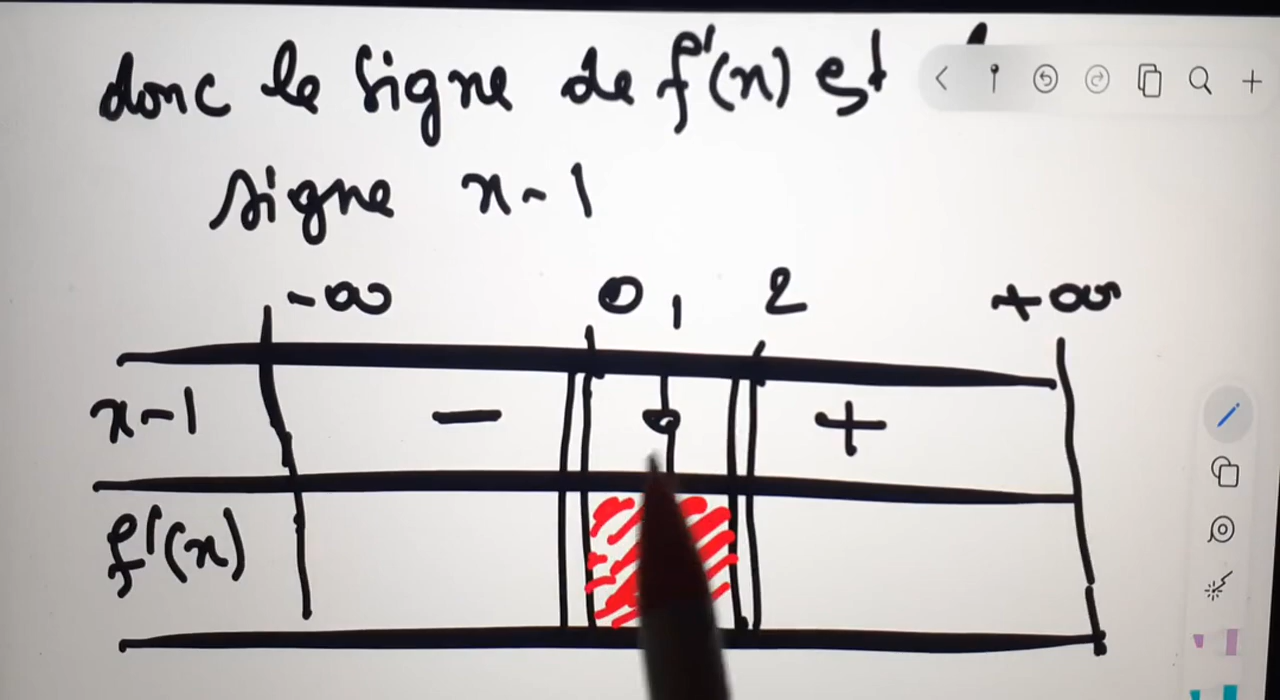 donc le signe de f'(x) est
signe x-1
-∞ 0 1 2 +∞
x-1 - 0 +
f'(x)